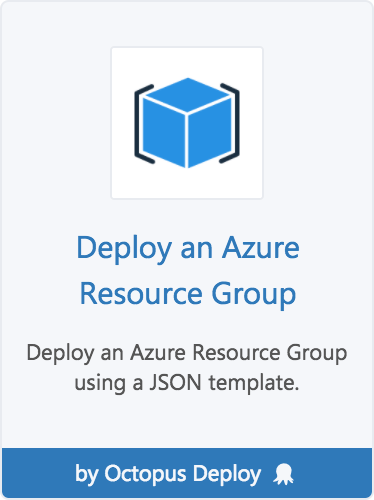 Deploy an Azure
Resource Group
Deploy an Azure Resource Group
using a JSON template.
by Octopus Deploy